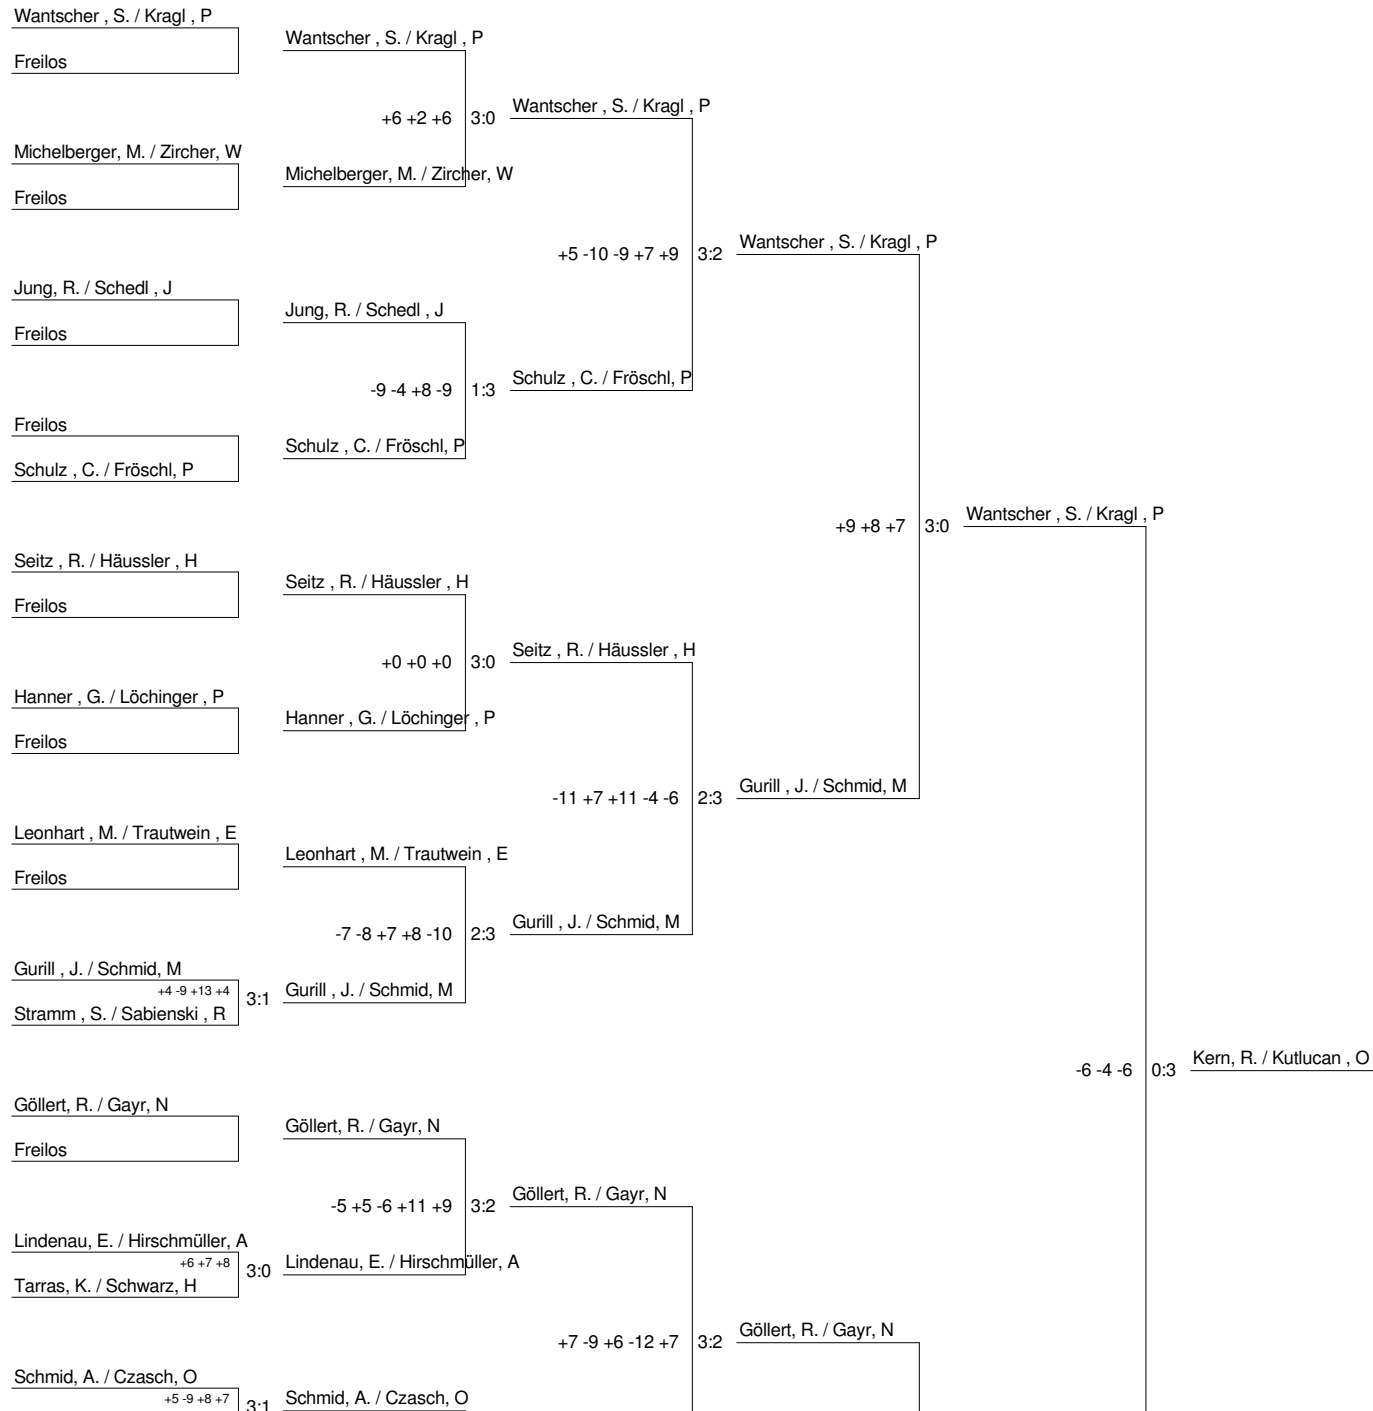 Wantscher , S. / Kragl , P
Freilos
Wantscher , S. / Kragl , P
+6 +2 +6 3:0
Wantscher , S. / Kragl , P
Michelberger, M. / Zircher, W
Freilos
Michelberger, M. / Zircher, W
+5 -10 -9 +7 +9 3:2
Wantscher , S. / Kragl , P
Jung, R. / Schedl , J
Freilos
Jung, R. / Schedl , J
-9 -4 +8 -9 1:3
Schulz , C. / Fröschl, P
Freilos
Schulz , C. / Fröschl, P
Schulz , C. / Fröschl, P
+9 +8 +7 3:0
Wantscher , S. / Kragl , P
Seitz , R. / Häussler , H
Freilos
Seitz , R. / Häussler , H
+0 +0 +0 3:0
Seitz , R. / Häussler , H
Hanner , G. / Löchinger , P
Freilos
Hanner , G. / Löchinger , P
-11 +7 +11 -4 -6 2:3
Gurill , J. / Schmid, M
Leonhart , M. / Trautwein , E
Freilos
Leonhart , M. / Trautwein , E
-7 -8 +7 +8 -10 2:3
Gurill , J. / Schmid, M
Gurill , J. / Schmid, M
+4 -9 +13 +4 3:1
Stramm , S. / Sabienski , R
Gurill , J. / Schmid, M
-6 -4 -6 0:3
Kern, R. / Kutlucan , O
Göllert, R. / Gayr, N
Freilos
Göllert, R. / Gayr, N
-5 +5 -6 +11 +9 3:2
Göllert, R. / Gayr, N
Lindenau, E. / Hirschmüller, A
+6 +7 +8 3:0
Tarras, K. / Schwarz, H
Lindenau, E. / Hirschmüller, A
+7 -9 +6 -12 +7 3:2
Göllert, R. / Gayr, N
Schmid, A. / Czasch, O
+5 -9 +8 +7 3:1
Schmid, A. / Czasch, O